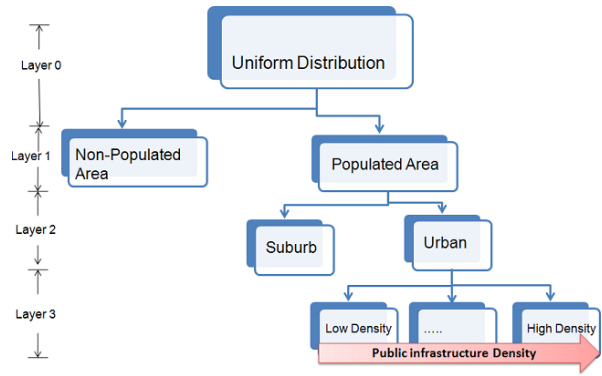 Layer 0
Uniform Distribution
Layer 1
Non-Populated
Area
Populated Area
Layer 2
Suburb
Urban
Layer 3
Low Density
.....
High Density
Public infrastructure Density